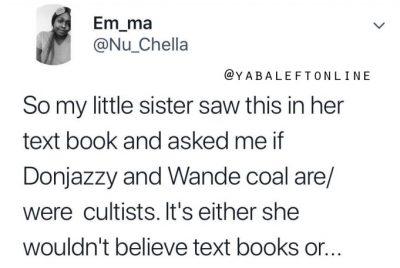 Em_ma
@Nu_Chella
@YABALEFTONLINE
So my little sister saw this in her
text book and asked me if
Donjazzy and Wande coal are/
were cultists. It's either she
wouldn't believe text books or...